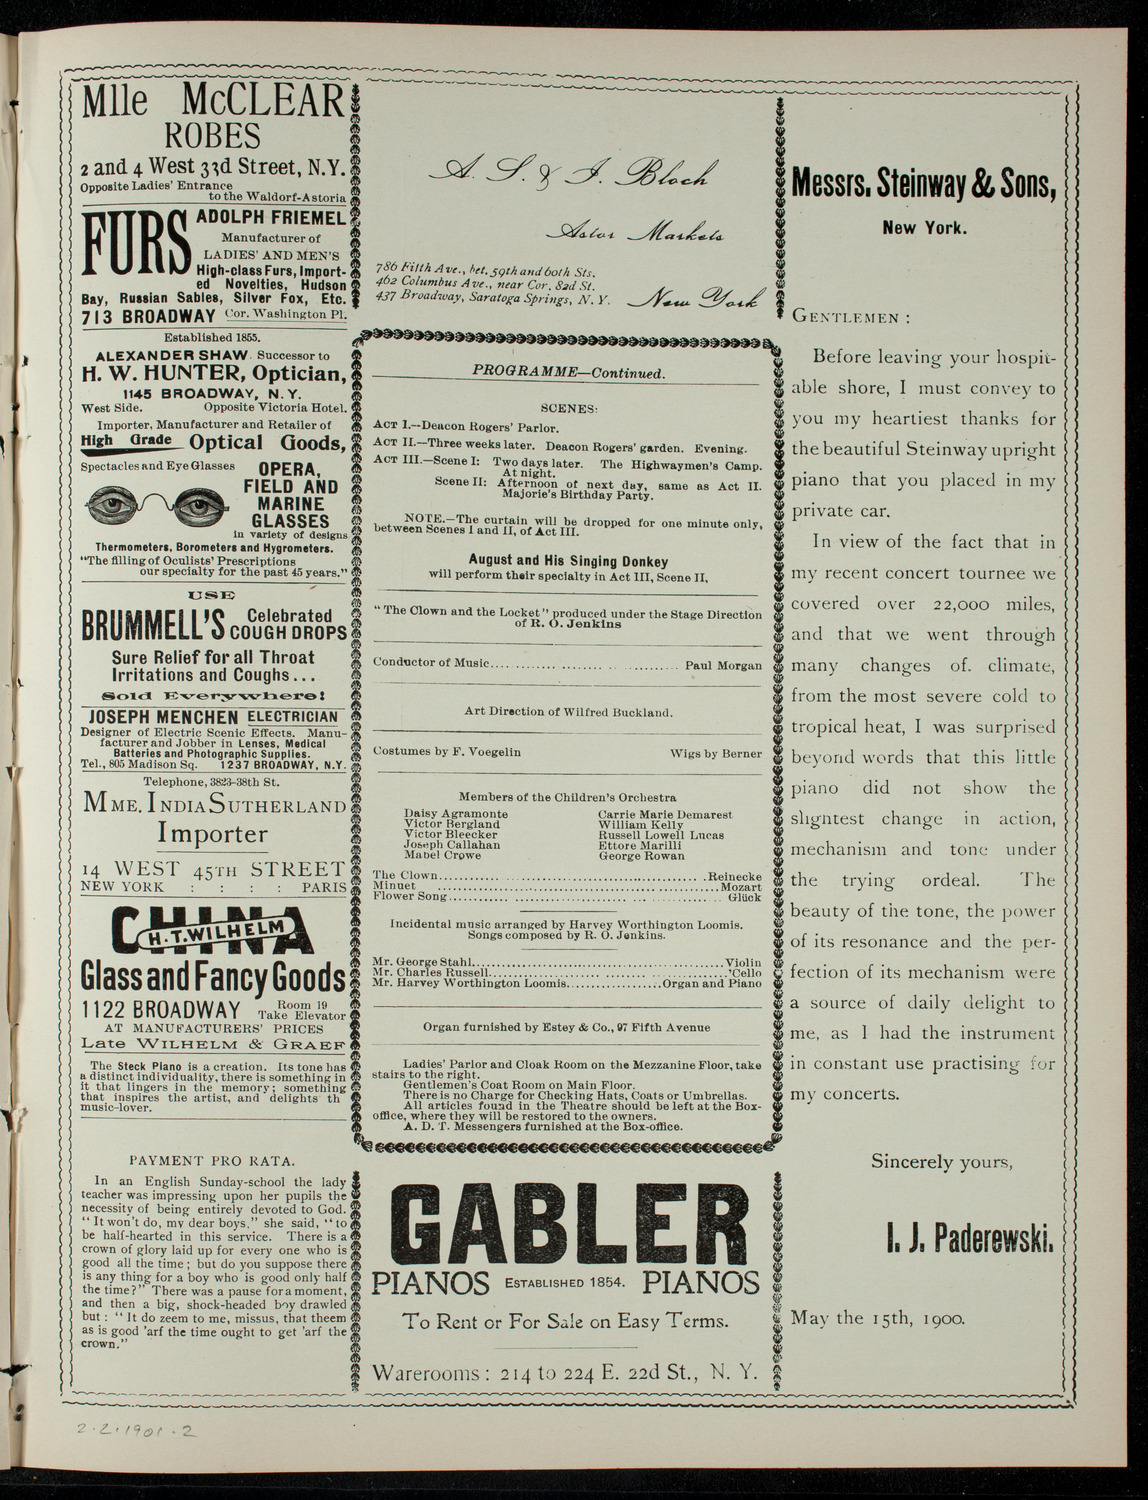 Mlle McCLEAR
ROBES
2 and 4 West 33d Street, N.Y.
Opposite Ladies' Entrance
to the Waldorf-Astoria
FURS
ADOLPH FRIEMEL
Manufacturer of
LADIES' AND MEN'S
High-class Furs, Import-
ed Novelties, Hudson
Bay, Russian Sables, Silver Fox, Etc.
713 BROADWAY Cor. Washington Pl.
Established 1855.
ALEXANDER SHAW Successor to
H. W. HUNTER, Optician,
1145 BROADWAY, N.Y.
West Side. Opposite Victoria Hotel.
Importer, Manufacturer and Retailer of
High Grade Optical Goods,
Spectacles and Eye Glasses
OPERA,
FIELD AND
MARINE
GLASSES
in variety of designs
Thermometers, Borometers and Hygrometers.
"The filling of Oculists' Prescriptions
our specialty for the past 45 years."
USE
BRUMMELL'S Celebrated
COUGH DROPS
Sure Relief for all Throat
Irritations and Coughs...
Sold Everywhere!
JOSEPH MENCHEN ELECTRICIAN
Designer of Electric Scenic Effects. Manu-
facturer and Jobber in Lenses, Medical
Batteries and Photographic Supplies.
Tel., 805 Madison Sq. 1237 BROADWAY, N.Y.
Telephone, 3823-38th St.
MME. INDIA SUTHERLAND
Importer
14 WEST 45TH STREET
NEW YORK : : : : PARIS
CHINA
H.T. WILHELM
Glass and Fancy Goods
1122 BROADWAY Room 19
Take Elevator
AT MANUFACTURERS' PRICES
Late WILHELM & GRAEF
The Steck Piano is a creation. Its tone has
a distinct individuality, there is something in
it that lingers in the memory; something
that inspires the artist, and delights th
music-lover.
PAYMENT PRO RATA.
In an English Sunday-school the lady
teacher was impressing upon her pupils the
necessity of being entirely devoted to God.
"It won't do, my dear boys," she said, "to
be half-hearted in this service. There is a
crown of glory laid up for every one who is
good all the time; but do you suppose there
is any thing for a boy who is good only half
the time?" There was a pause for a moment,
and then a big, shock-headed boy drawled
but: "It do zeem to me, missus, that theem
as is good 'arf the time ought to get 'arf the
crown."
A. S. & I. Bloch
Astor Markets
786 Fifth Ave., bet. 59th and 60th Sts.
462 Columbus Ave., near Cor. 82d St.
437 Broadway, Saratoga Springs, N. Y.
New York
PROGRAMME—Continued.
SCENES:
ACT I.—Deacon Rogers' Parlor.
ACT II.—Three weeks later. Deacon Rogers' garden. Evening.
ACT III.—Scene I: Two days later. The Highwaymen's Camp.
At night.
Scene II: Afternoon of next day, same as Act II.
Majorie's Birthday Party.
NOTE.—The curtain will be dropped for one minute only,
between Scenes I and II, of Act III.
August and His Singing Donkey
will perform their specialty in Act III, Scene II.
"The Clown and the Locket" produced under the Stage Direction
of R. O. Jenkins
Conductor of Music.......... Paul Morgan
Art Direction of Wilfred Buckland.
Costumes by F. Voegelin Wigs by Berner
Members of the Children's Orchestra
Daisy Agramonte Carrie Marie Demarest
Victor Bergland William Kelly
Victor Bleecker Russell Lowell Lucas
Joseph Callahan Ettore Marilli
Mabel Crowe George Rowan
The Clown..........Reinecke
Minuet ..........Mozart
Flower Song.......... Glück
Incidental music arranged by Harvey Worthington Loomis.
Songs composed by R. O. Jenkins.
Mr. George Stahl..........Violin
Mr. Charles Russell..........'Cello
Mr. Harvey Worthington Loomis..........Organ and Piano
Organ furnished by Estey & Co., 97 Fifth Avenue
Ladies' Parlor and Cloak Room on the Mezzanine Floor, take
stairs to the right.
Gentlemen's Coat Room on Main Floor.
There is no Charge for Checking Hats, Coats or Umbrellas.
All articles found in the Theatre should be left at the Box-
office, where they will be restored to the owners.
A. D. T. Messengers furnished at the Box-office.
GABLER
PIANOS ESTABLISHED 1854. PIANOS
To Rent or For Sale on Easy Terms.
Warerooms: 214 to 224 E. 22d St., N. Y.
Messrs. Steinway & Sons,
New York.
GENTLEMEN:
Before leaving your hospit-
able shore, I must convey to
you my heartiest thanks for
the beautiful Steinway upright
piano that you placed in my
private car.
In view of the fact that in
my recent concert tournee we
covered over 22,000 miles,
and that we went through
many changes of climate,
from the most severe cold to
tropical heat, I was surprised
beyond words that this little
piano did not show the
slightest change in action,
mechanism and tone under
the trying ordeal. The
beauty of the tone, the power
of its resonance and the per-
fection of its mechanism were
a source of daily delight to
me, as I had the instrument
in constant use practising for
my concerts.
Sincerely yours,
I. J. Paderewski.
May the 15th, 1900.
2.2.1901.2